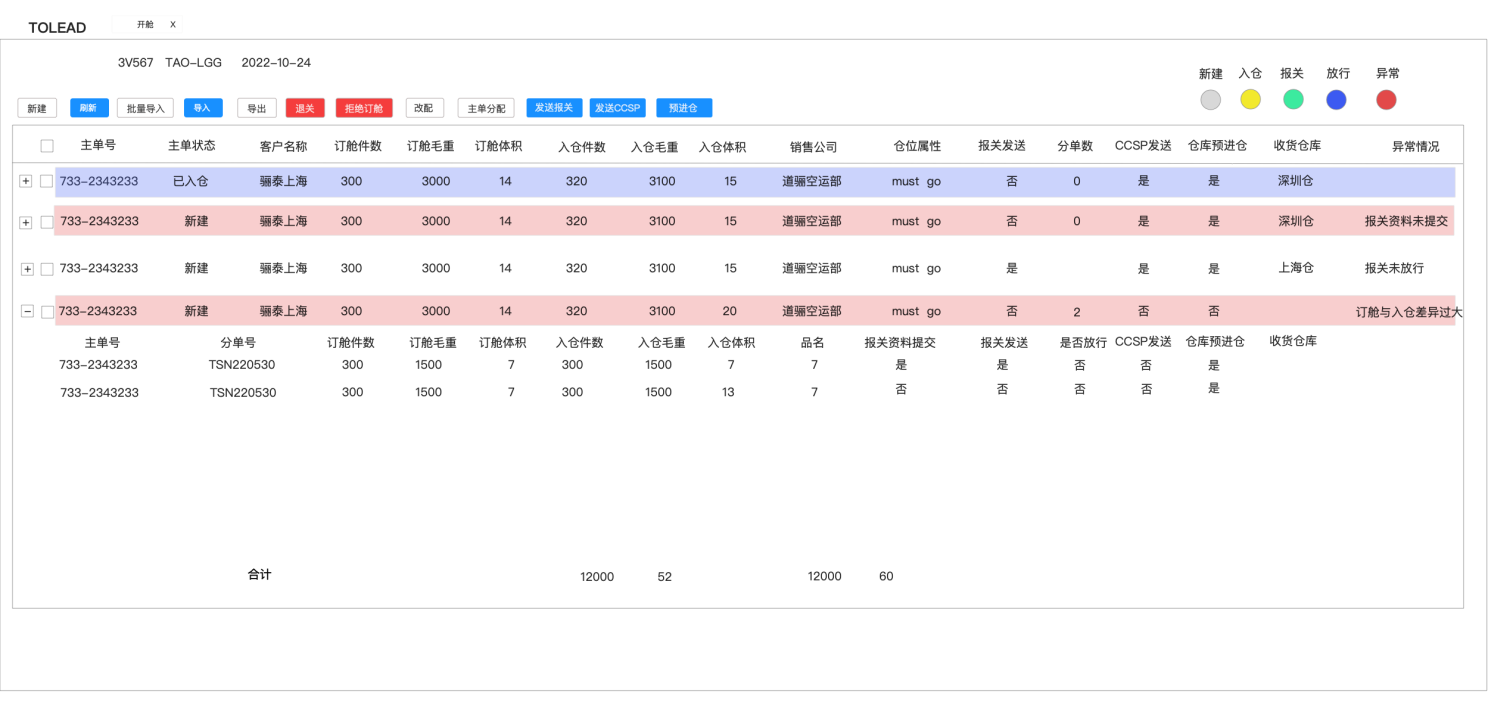 TOLEAD 开舱 X
3V567 TAO-LGG 2022-10-24
新建 入仓 报关 放行 异常
新建 刷新 批量导入 导入 导出 退关 拒绝订舱 改配 主单分配 发送报关 发送CCSP 预进仓
主单号 主单状态 客户名称 订舱件数 订舱毛重 订舱体积 入仓件数 入仓毛重 入仓体积 销售公司 仓位属性 报关发送 分单数 CCSP发送 仓库预进仓 收货仓库 异常情况
+ 733-2343233 已入仓 骊泰上海 300 3000 14 320 3100 15 道骊空运部 must go 否 0 是 是 深圳仓
+ 733-2343233 新建 骊泰上海 300 3000 14 320 3100 15 道骊空运部 must go 否 0 是 是 深圳仓 报关资料未提交
+ 733-2343233 新建 骊泰上海 300 3000 14 320 3100 15 道骊空运部 must go 是 是 是 上海仓 报关未放行
- 733-2343233 新建 骊泰上海 300 3000 14 320 3100 20 道骊空运部 must go 否 2 否 否 订舱与入仓差异过大
主单号 分单号 订舱件数 订舱毛重 订舱体积 入仓件数 入仓毛重 入仓体积 品名 报关资料提交 报关发送 是否放行 CCSP发送 仓库预进仓 收货仓库
733-2343233 TSN220530 300 1500 7 300 1500 7 7 是 是 否 否 是
733-2343233 TSN220530 300 1500 7 300 1500 13 7 否 否 否 否 是
合计 12000 52 12000 60